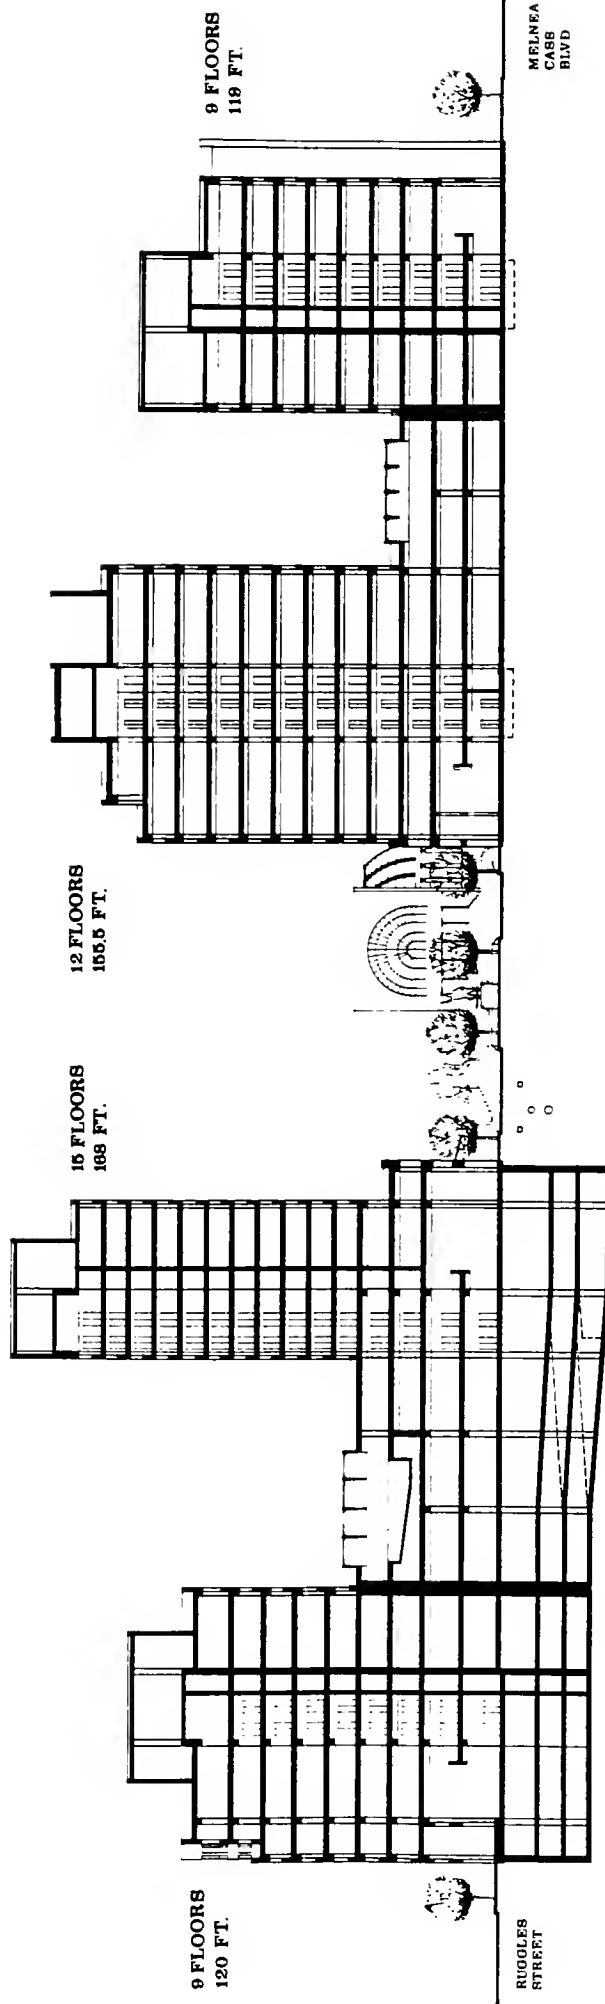 9 FLOORS
120 FT.
15 FLOORS
168 FT.
12 FLOORS
155.5 FT.
9 FLOORS
119 FT.
RUGGLES
STREET
MELNEA
CASS
BLVD